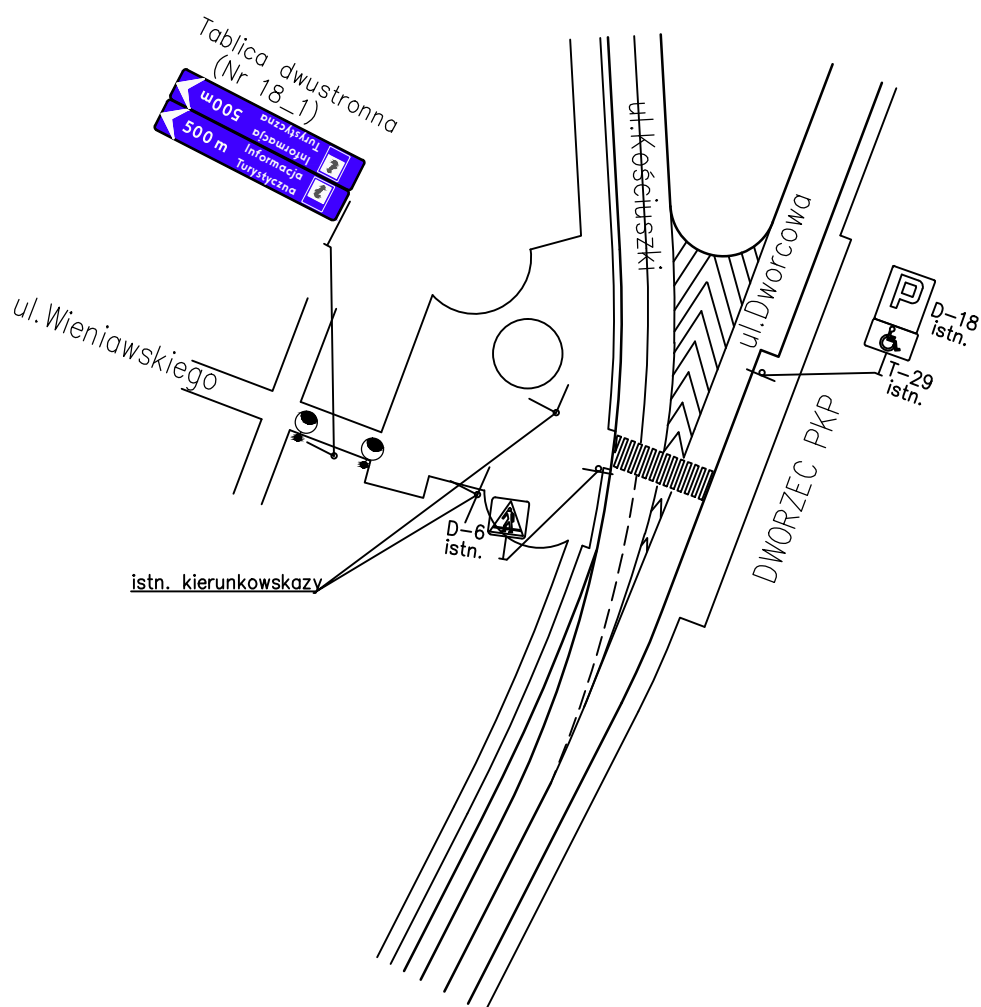 Tablica dwustronna
(Nr 18_1)
500m
Informacja
Turystyczna
500 m
Informacja
Turystyczna
ul.Kościuszki
ul.Dworcowa
ul.Wieniawskiego
P
D-18
istn.
T-29
istn.
DWORZEC PKP
D-6
istn.
istn. kierunkowskazy